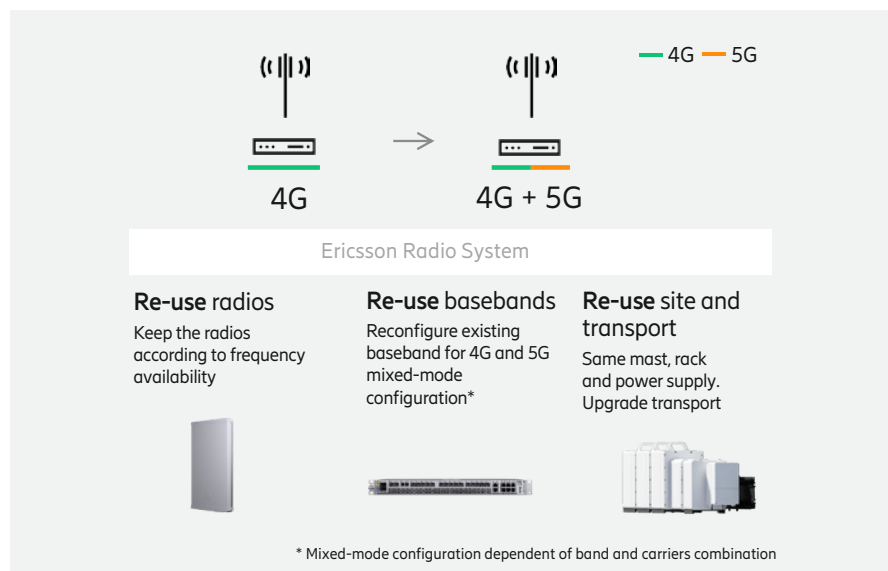 4G 5G
4G
4G + 5G
Ericsson Radio System
Re-use radios
Keep the radios
according to frequency
availability
Re-use basebands
Reconfigure existing
baseband for 4G and 5G
mixed-mode
configuration*
Re-use site and
transport
Same mast, rack
and power supply.
Upgrade transport
* Mixed-mode configuration dependent of band and carriers combination